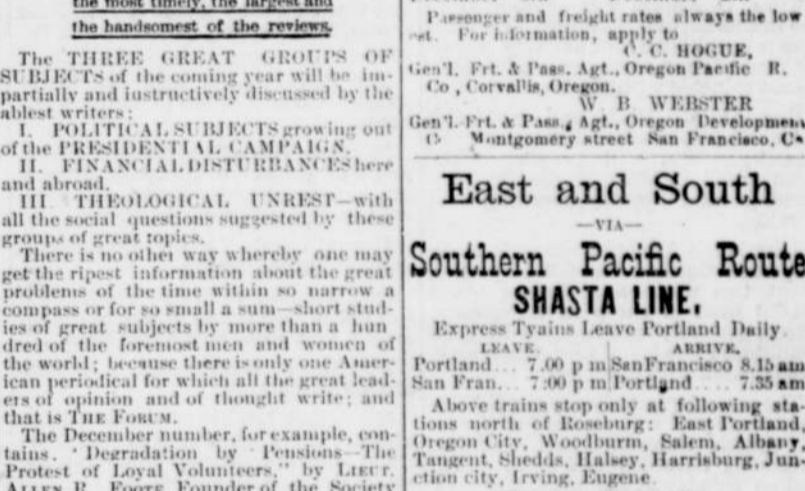 the most timely, the largest and
the handsomest of the reviews.
The THREE GREAT GROUPS OF
SUBJECTS of the coming year will be im-
partially and instructively discussed by the
ablest writers:
I. POLITICAL SUBJECTS growing out
of the PRESIDENTIAL CAMPAIGN.
II. FINANCIAL DISTURBANCES here
and abroad.
III. THEOLOGICAL UNREST—with
all the social questions suggested by these
groups of great topics.
There is no other way whereby one may
get the ripest information about the great
problems of the time within so narrow a
compass or for so small a sum—short stud-
ies of great subjects by more than a hun
dred of the foremost men and women of
the world; because there is only one Amer-
ican periodical for which all the great lead-
ers of opinion and of thought write; and
that is THE FORUM.
The December number, for example, con-
tains. "Degradation by Pensions—The
Protest of Loyal Volunteers," by LIEUT.
ALLEN R. FOOTE Founder of the Society
Passenger and freight rates always the low
est. For information, apply to
C. C. HOGUE,
Gen'l. Frt. & Pass. Agt., Oregon Pacific R.
Co, Corvallis, Oregon.
W. B. WEBSTER
Gen'l. Frt. & Pass, Agt., Oregon Development
Montgomery street San Francisco, Ca
East and South
—VIA—
Southern Pacific Route
SHASTA LINE.
Express Tyains Leave Portland Daily.
LEAVE. ARRIVE.
Portland... 7.00 p m SanFrancisco 8.15 am
San Fran... 7:00 p m Portland.... 7.35 am
Above trains stop only at following sta-
tions north of Roseburg: East Portland,
Oregon City, Woodburm, Salem, Albany,
Tangent, Shedds, Halsey, Harrisburg, Jun-
ction city, Irving, Eugene.